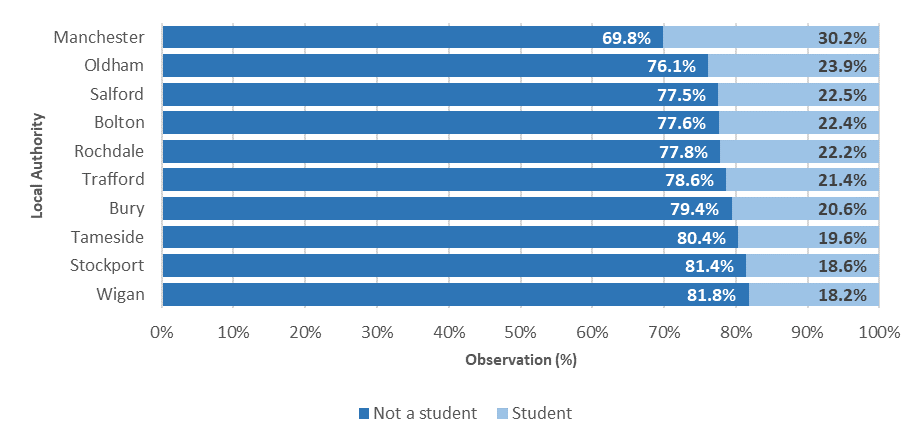 Manchester 69.8% 30.2%
Oldham 76.1% 23.9%
Salford 77.5% 22.5%
Bolton 77.6% 22.4%
Rochdale 77.8% 22.2%
Trafford 78.6% 21.4%
Bury 79.4% 20.6%
Tameside 80.4% 19.6%
Stockport 81.4% 18.6%
Wigan 81.8% 18.2%
Local Authority
0% 10% 20% 30% 40% 50% 60% 70% 80% 90% 100%
Observation (%)
Not a student Student